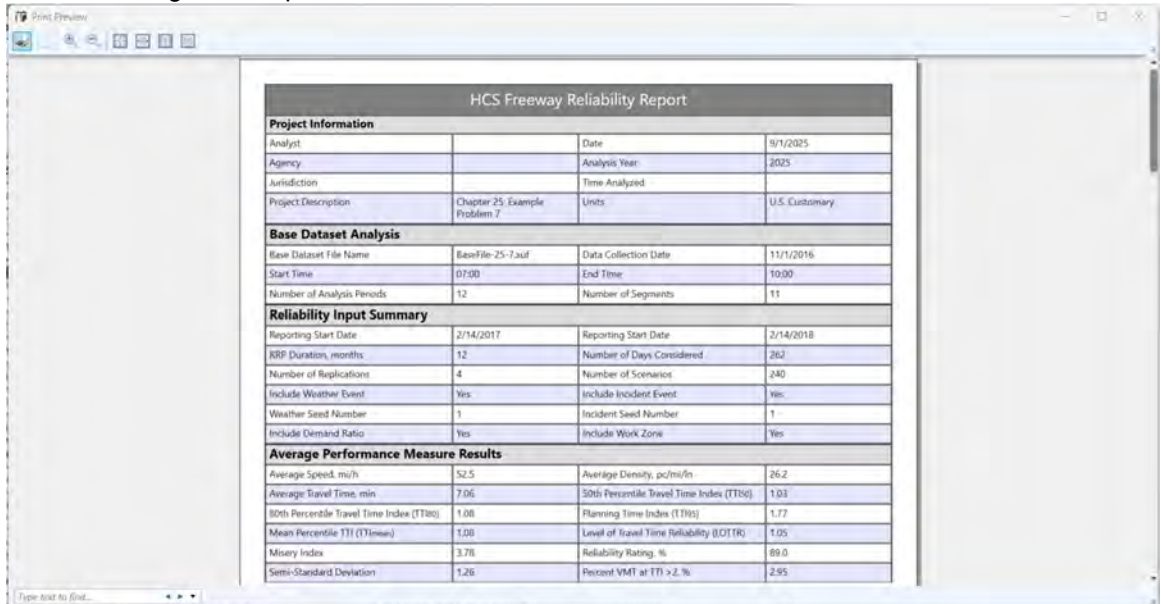 Print Preview
HCS Freeway Reliability Report
Project Information
Analyst Date 9/1/2025
Agency Analysis Year 2025
Jurisdiction Time Analyzed
Project Description Chapter 25: Example Problem 7 Units U.S. Customary
Base Dataset Analysis
Base Dataset File Name BaseFile-25-7.xuf Data Collection Date 11/1/2016
Start Time 07:00 End Time 10:00
Number of Analysis Periods 12 Number of Segments 11
Reliability Input Summary
Reporting Start Date 2/14/2017 Reporting Start Date 2/14/2018
RRP Duration, months 12 Number of Days Considered 262
Number of Replications 4 Number of Scenarios 240
Include Weather Event Yes Include Incident Event Yes
Weather Seed Number 1 Incident Seed Number 1
Include Demand Ratio Yes Include Work Zone Yes
Average Performance Measure Results
Average Speed, mi/h 52.5 Average Density, pc/mi/ln 26.2
Average Travel Time, min 7.06 50th Percentile Travel Time Index (TTI50) 1.03
80th Percentile Travel Time Index (TTI80) 1.08 Planning Time Index (TTI95) 1.77
Mean Percentile TTI (TTImean) 1.08 Level of Travel Time Reliability (LOTTR) 1.05
Misery Index 3.78 Reliability Rating, % 89.0
Semi-Standard Deviation 1.26 Percent VMT at TTI >2, % 2.95
Type text to find...